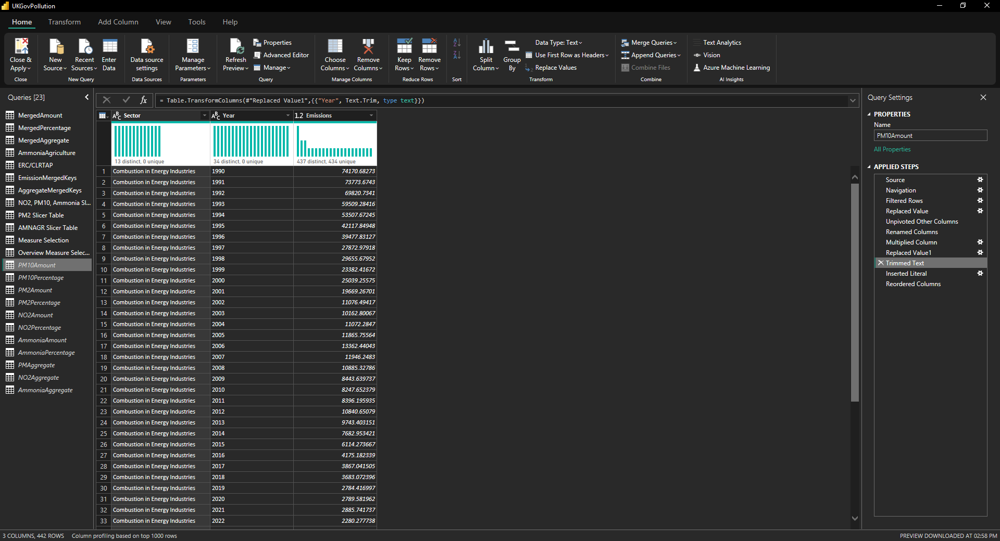 UKGovPollution
Home Transform Add Column View Tools Help
Close & Apply
Close
New Source
Recent Sources
Enter Data
New Query
Data source settings
Data Sources
Manage Parameters
Parameters
Refresh Preview
Properties
Advanced Editor
Manage
Query
Choose Columns
Remove Columns
Manage Columns
Keep Rows
Remove Rows
Reduce Rows
Sort
Split Column
Group By
Data Type: Text
Use First Row as Headers
Replace Values
Transform
Merge Queries
Append Queries
Combine Files
Combine
Text Analytics
Vision
Azure Machine Learning
AI Insights
Queries [23]
MergedAmount
MergedPercentage
MergedAggregate
AmmoniaAgriculture
ERC/CLRTAP
EmissionMergedKeys
AggregateMergedKeys
NO2, PM10, Ammonia Sl...
PM2 Slicer Table
AMNAGR Slicer Table
Measure Selection
Overview Measure Selec...
PM10Amount
PM10Percentage
PM2Amount
PM2Percentage
NO2Amount
NO2Percentage
AmmoniaAmount
AmmoniaPercentage
PMAggregate
NO2Aggregate
AmmoniaAggregate
fx = Table.TransformColumns(#"Replaced Value1",{{"Year", Text.Trim, type text}})
ABC Sector ABC Year 1.2 Emissions
13 distinct, 0 unique 34 distinct, 0 unique 437 distinct, 434 unique
1 Combustion in Energy Industries 1990 74170.68273
2 Combustion in Energy Industries 1991 73773.6743
3 Combustion in Energy Industries 1992 69820.7341
4 Combustion in Energy Industries 1993 59509.28416
5 Combustion in Energy Industries 1994 53507.67245
6 Combustion in Energy Industries 1995 42117.84948
7 Combustion in Energy Industries 1996 39477.83127
8 Combustion in Energy Industries 1997 27872.97918
9 Combustion in Energy Industries 1998 29655.67952
10 Combustion in Energy Industries 1999 23382.41672
11 Combustion in Energy Industries 2000 25039.25575
12 Combustion in Energy Industries 2001 19669.26701
13 Combustion in Energy Industries 2002 11076.49417
14 Combustion in Energy Industries 2003 10162.80067
15 Combustion in Energy Industries 2004 11072.2847
16 Combustion in Energy Industries 2005 11865.75564
17 Combustion in Energy Industries 2006 13362.44043
18 Combustion in Energy Industries 2007 11946.2483
19 Combustion in Energy Industries 2008 10885.32786
20 Combustion in Energy Industries 2009 8443.639737
21 Combustion in Energy Industries 2010 8247.652379
22 Combustion in Energy Industries 2011 8396.195935
23 Combustion in Energy Industries 2012 10840.65079
24 Combustion in Energy Industries 2013 9743.403151
25 Combustion in Energy Industries 2014 7682.953421
26 Combustion in Energy Industries 2015 6114.273667
27 Combustion in Energy Industries 2016 4175.182339
28 Combustion in Energy Industries 2017 3867.041505
29 Combustion in Energy Industries 2018 3683.072396
30 Combustion in Energy Industries 2019 2784.416997
31 Combustion in Energy Industries 2020 2789.581962
32 Combustion in Energy Industries 2021 2885.741737
33 Combustion in Energy Industries 2022 2280.277738
Query Settings
PROPERTIES
Name
PM10Amount
All Properties
APPLIED STEPS
Source
Navigation
Filtered Rows
Replaced Value
Unpivoted Other Columns
Renamed Columns
Multiplied Column
Replaced Value1
Trimmed Text
Inserted Literal
Reordered Columns
3 COLUMNS, 442 ROWS Column profiling based on top 1000 rows
PREVIEW DOWNLOADED AT 02:58 PM